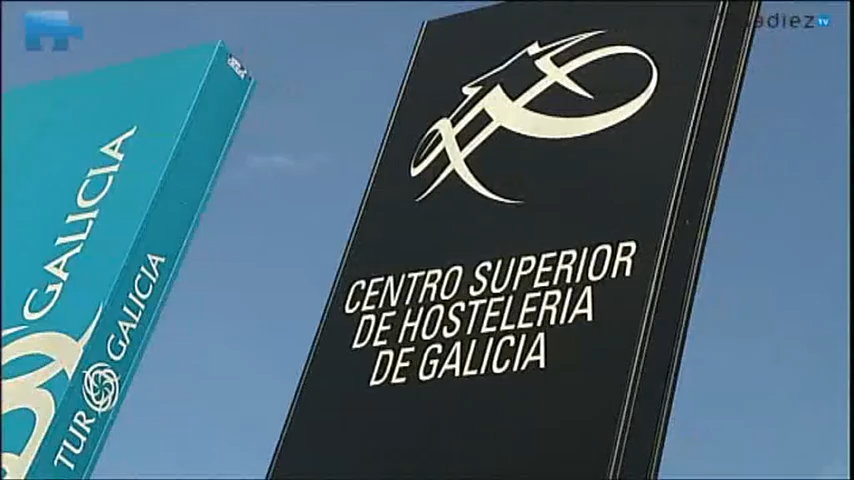 GALICIA
TUR GALICIA
CENTRO SUPERIOR
DE HOSTELERIA
DE GALICIA